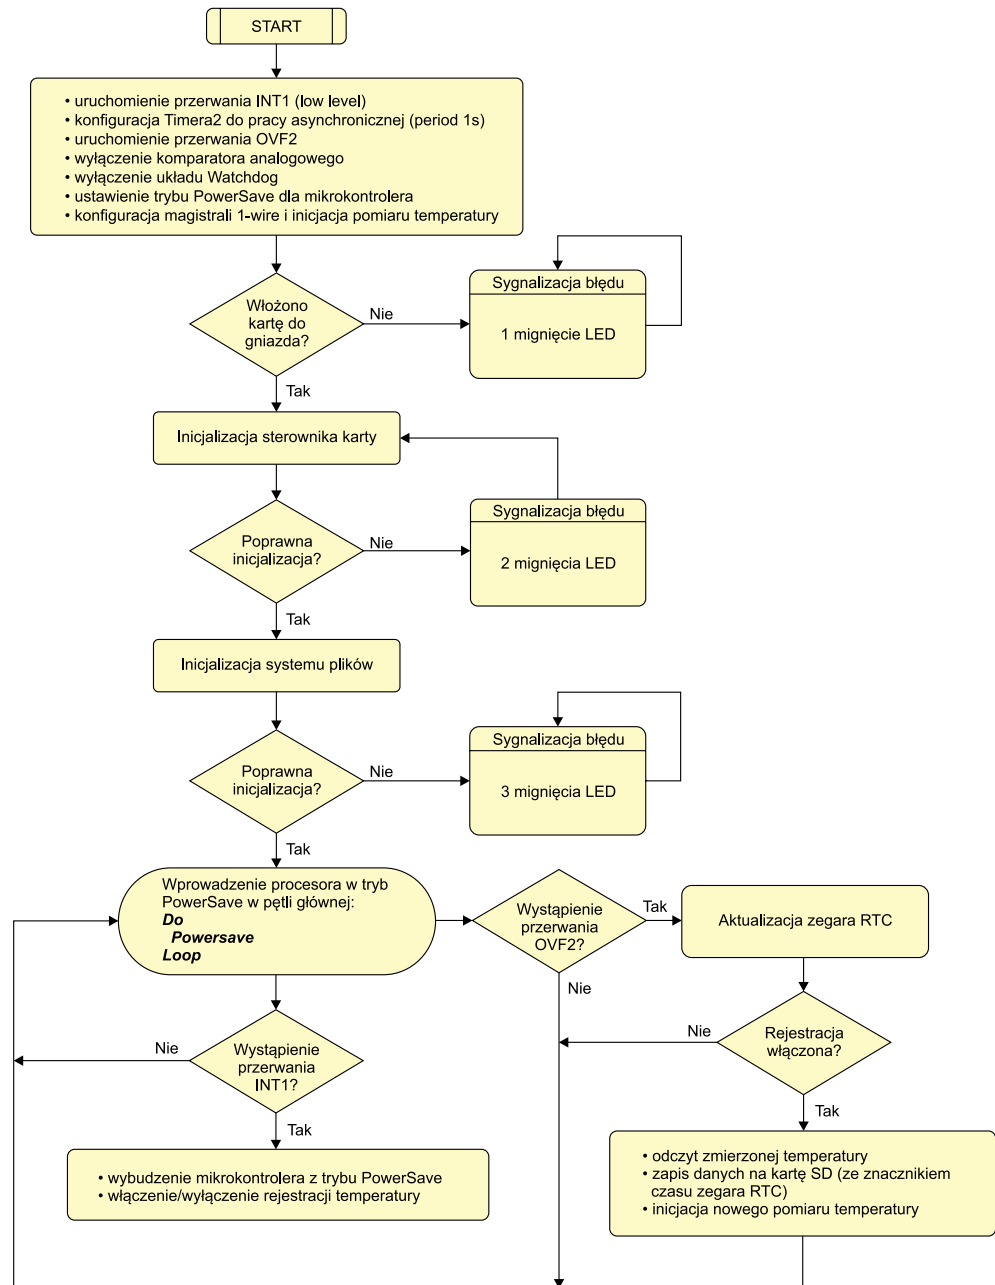 START
• uruchomienie przerwania INT1 (low level)
• konfiguracja Timera2 do pracy asynchronicznej (period 1s)
• uruchomienie przerwania OVF2
• wyłączenie komparatora analogowego
• wyłączenie układu Watchdog
• ustawienie trybu PowerSave dla mikrokontrolera
• konfiguracja magistrali 1-wire i inicjacja pomiaru temperatury
Włożono
kartę do
gniazda?
Nie
Sygnalizacja błędu
1 mignięcie LED
Tak
Inicjalizacja sterownika karty
Poprawna
inicjalizacja?
Nie
Sygnalizacja błędu
2 mignięcia LED
Tak
Inicjalizacja systemu plików
Poprawna
inicjalizacja?
Nie
Sygnalizacja błędu
3 mignięcia LED
Tak
Wprowadzenie procesora w tryb
PowerSave w pętli głównej:
Do
Powersave
Loop
Wystąpienie
przerwania
OVF2?
Tak
Aktualizacja zegara RTC
Nie
Rejestracja
włączona?
Nie
Tak
• odczyt zmierzonej temperatury
• zapis danych na kartę SD (ze znacznikiem
czasu zegara RTC)
• inicjacja nowego pomiaru temperatury
Wystąpienie
przerwania
INT1?
Nie
Tak
• wybudzenie mikrokontrolera z trybu PowerSave
• włączenie/wyłączenie rejestracji temperatury